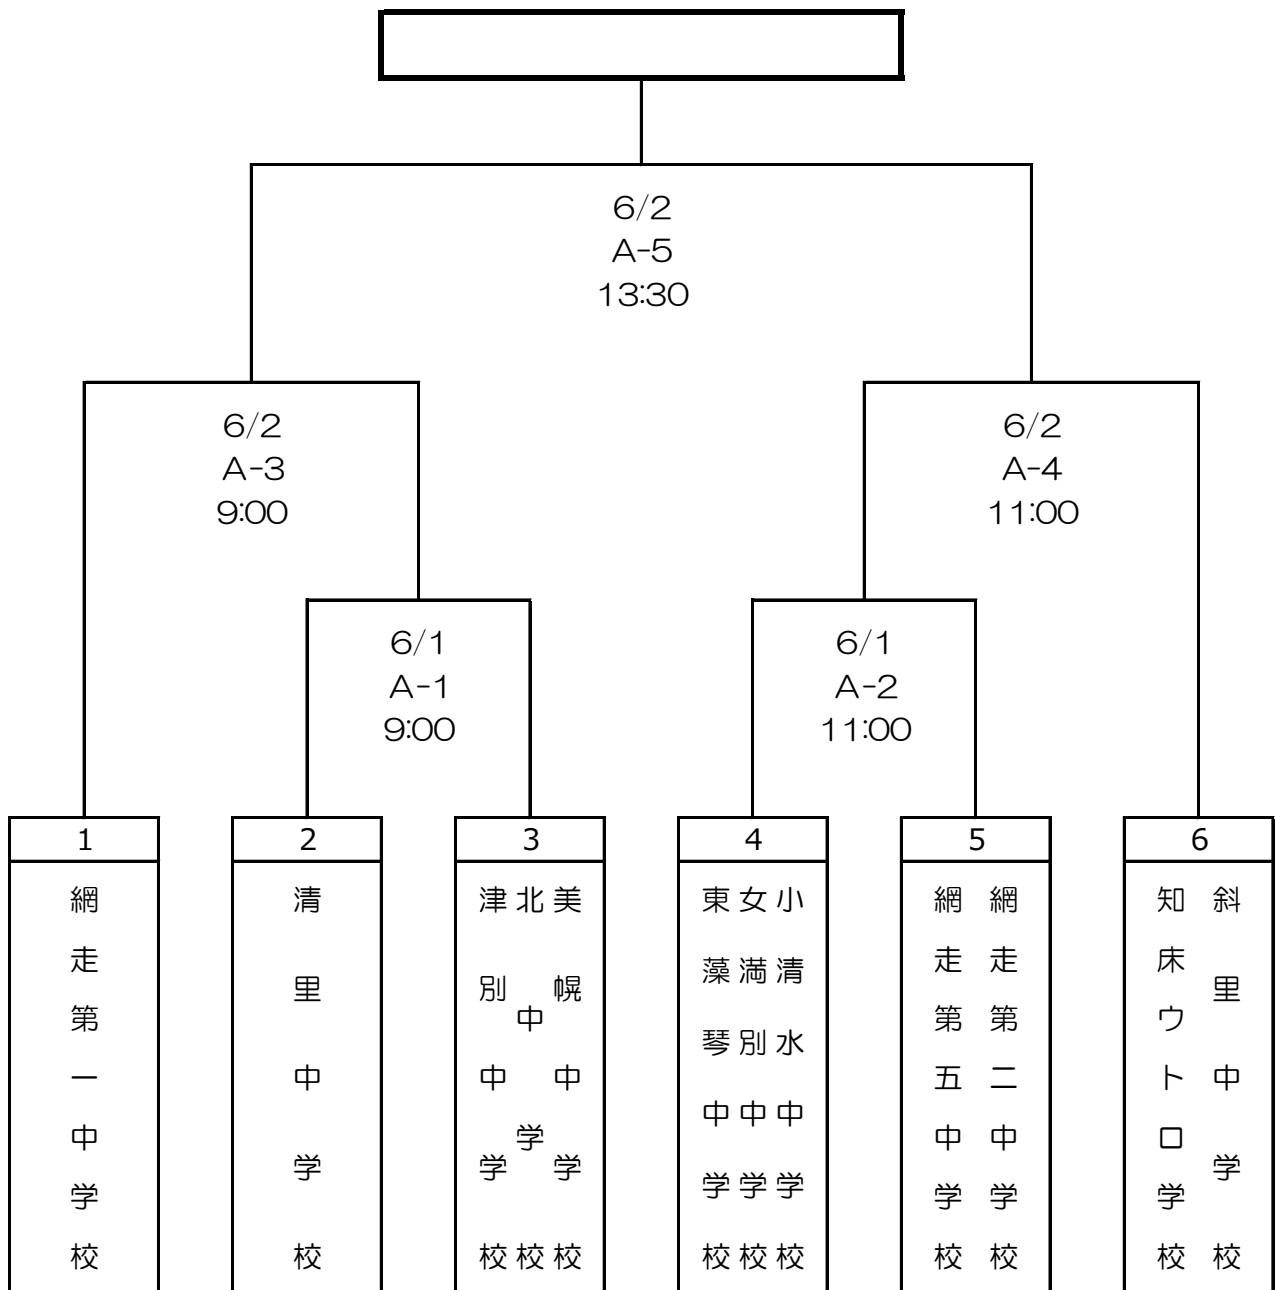 6/2
A-5
13:30
6/2
A-3
9:00
6/2
A-4
11:00
6/1
A-1
9:00
6/1
A-2
11:00
1
網走第一中学校
2
清里中学校
3
美幌中学校
北中学校
津別中学校
4
小清水中学校
女満別中学校
東藻琴中学校
5
網走第二中学校
網走第五中学校
6
斜里中学校
知床ウトロ学校